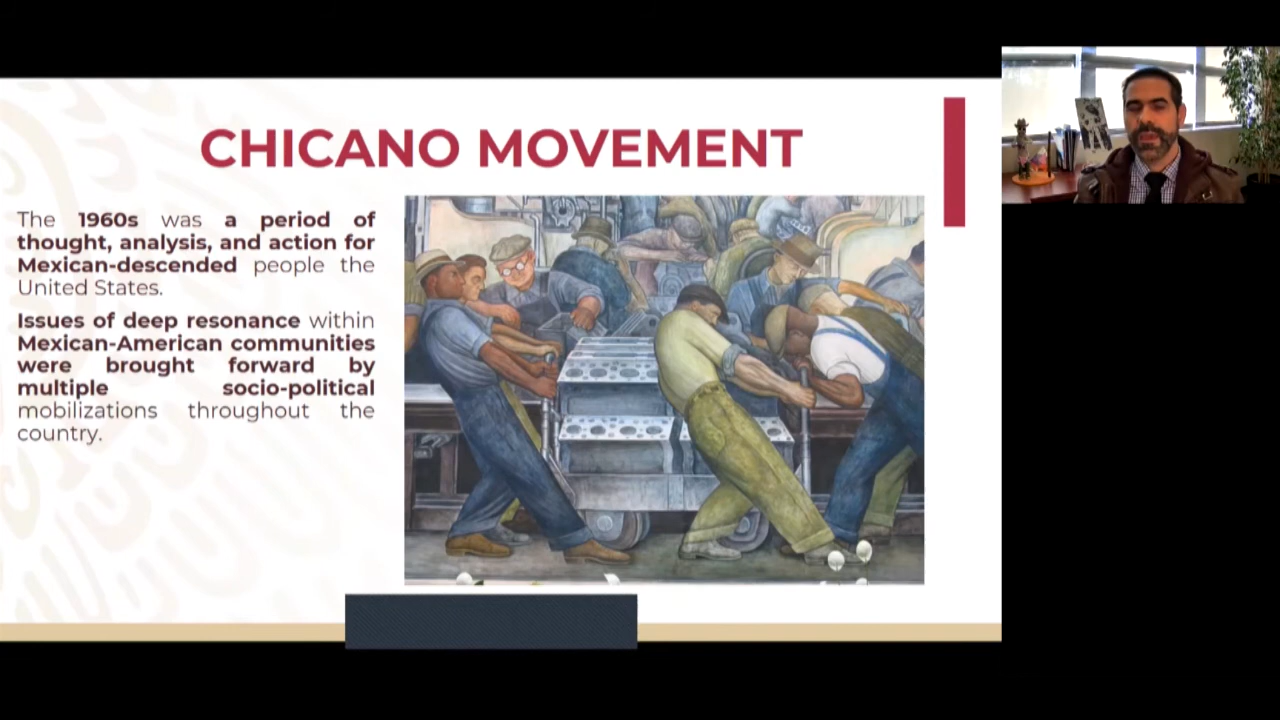 CHICANO MOVEMENT
The 1960s was a period of
thought, analysis, and action for
Mexican-descended people the
United States.
Issues of deep resonance within
Mexican-American communities
were brought forward by
multiple socio-political
mobilizations throughout the
country.